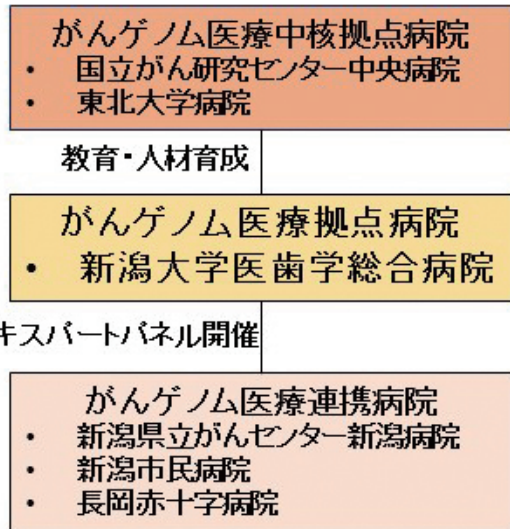 がんゲノム医療中核拠点病院
• 国立がん研究センター中央病院
• 東北大学病院
教育・人材育成
がんゲノム医療拠点病院
• 新潟大学医歯学総合病院
キスパートパネル開催
がんゲノム医療連携病院
• 新潟県立がんセンター新潟病院
• 新潟市民病院
• 長岡赤十字病院